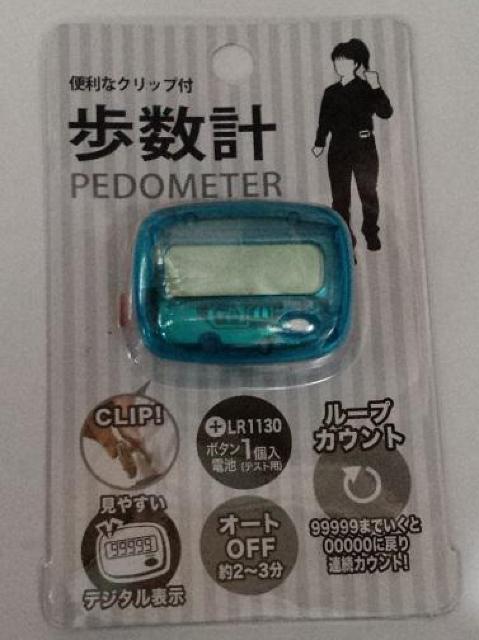 便利なクリップ付
歩数計
PEDOMETER
CLIP!
+LR1130
ボタン電池1個入
(テスト用)
ループ
カウント
見やすい
99999
デジタル表示
オート
OFF
約2〜3分
99999までいくと
00000に戻り
連続カウント!